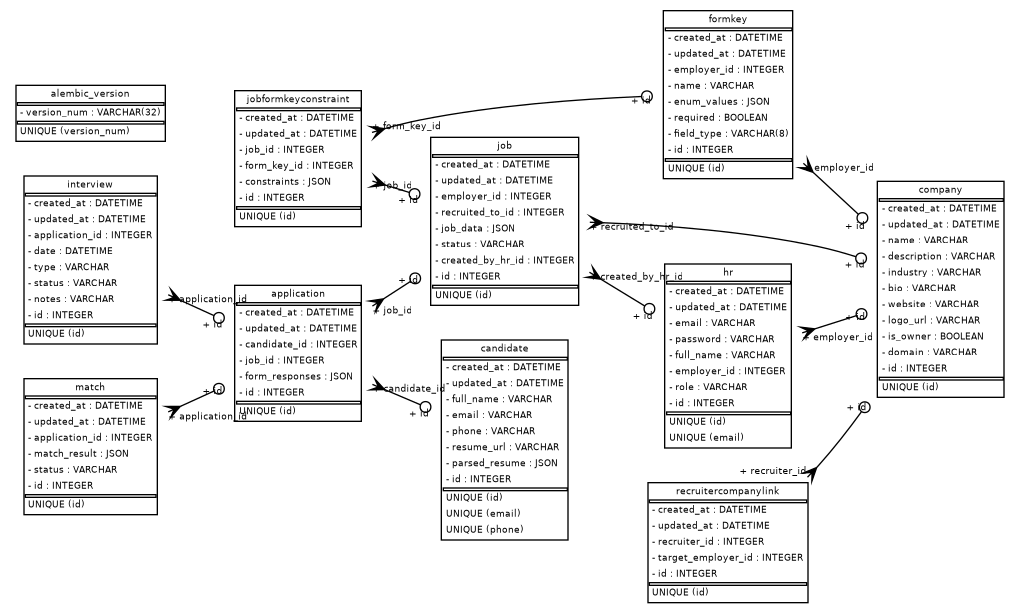 alembic_version
- version_num : VARCHAR(32)
UNIQUE (version_num)
interview
- created_at : DATETIME
- updated_at : DATETIME
- application_id : INTEGER
- date : DATETIME
- type : VARCHAR
- status : VARCHAR
- notes : VARCHAR
- id : INTEGER
UNIQUE (id)
+ application_id
+ id
match
- created_at : DATETIME
- updated_at : DATETIME
- application_id : INTEGER
- match_result : JSON
- status : VARCHAR
- id : INTEGER
UNIQUE (id)
+ id
+ application_id
jobformkeyconstraint
- created_at : DATETIME
- updated_at : DATETIME
- job_id : INTEGER
- form_key_id : INTEGER
- constraints : JSON
- id : INTEGER
UNIQUE (id)
+ form_key_id
+ id
+ job_id
+ id
application
- created_at : DATETIME
- updated_at : DATETIME
- candidate_id : INTEGER
- job_id : INTEGER
- form_responses : JSON
- id : INTEGER
UNIQUE (id)
+ id
+ job_id
+ candidate_id
+ id
job
- created_at : DATETIME
- updated_at : DATETIME
- employer_id : INTEGER
- recruited_to_id : INTEGER
- job_data : JSON
- status : VARCHAR
- created_by_hr_id : INTEGER
- id : INTEGER
UNIQUE (id)
+ recruited_to_id
+ id
+ created_by_hr_id
+ id
candidate
- created_at : DATETIME
- updated_at : DATETIME
- full_name : VARCHAR
- email : VARCHAR
- phone : VARCHAR
- resume_url : VARCHAR
- parsed_resume : JSON
- id : INTEGER
UNIQUE (id)
UNIQUE (email)
UNIQUE (phone)
formkey
- created_at : DATETIME
- updated_at : DATETIME
- employer_id : INTEGER
- name : VARCHAR
- enum_values : JSON
- required : BOOLEAN
- field_type : VARCHAR(8)
- id : INTEGER
UNIQUE (id)
+ employer_id
+ id
hr
- created_at : DATETIME
- updated_at : DATETIME
- email : VARCHAR
- password : VARCHAR
- full_name : VARCHAR
- employer_id : INTEGER
- role : VARCHAR
- id : INTEGER
UNIQUE (id)
UNIQUE (email)
+ id
+ employer_id
recruitercompanylink
- created_at : DATETIME
- updated_at : DATETIME
- recruiter_id : INTEGER
- target_employer_id : INTEGER
- id : INTEGER
UNIQUE (id)
+ id
+ recruiter_id
company
- created_at : DATETIME
- updated_at : DATETIME
- name : VARCHAR
- description : VARCHAR
- industry : VARCHAR
- bio : VARCHAR
- website : VARCHAR
- logo_url : VARCHAR
- is_owner : BOOLEAN
- domain : VARCHAR
- id : INTEGER
UNIQUE (id)